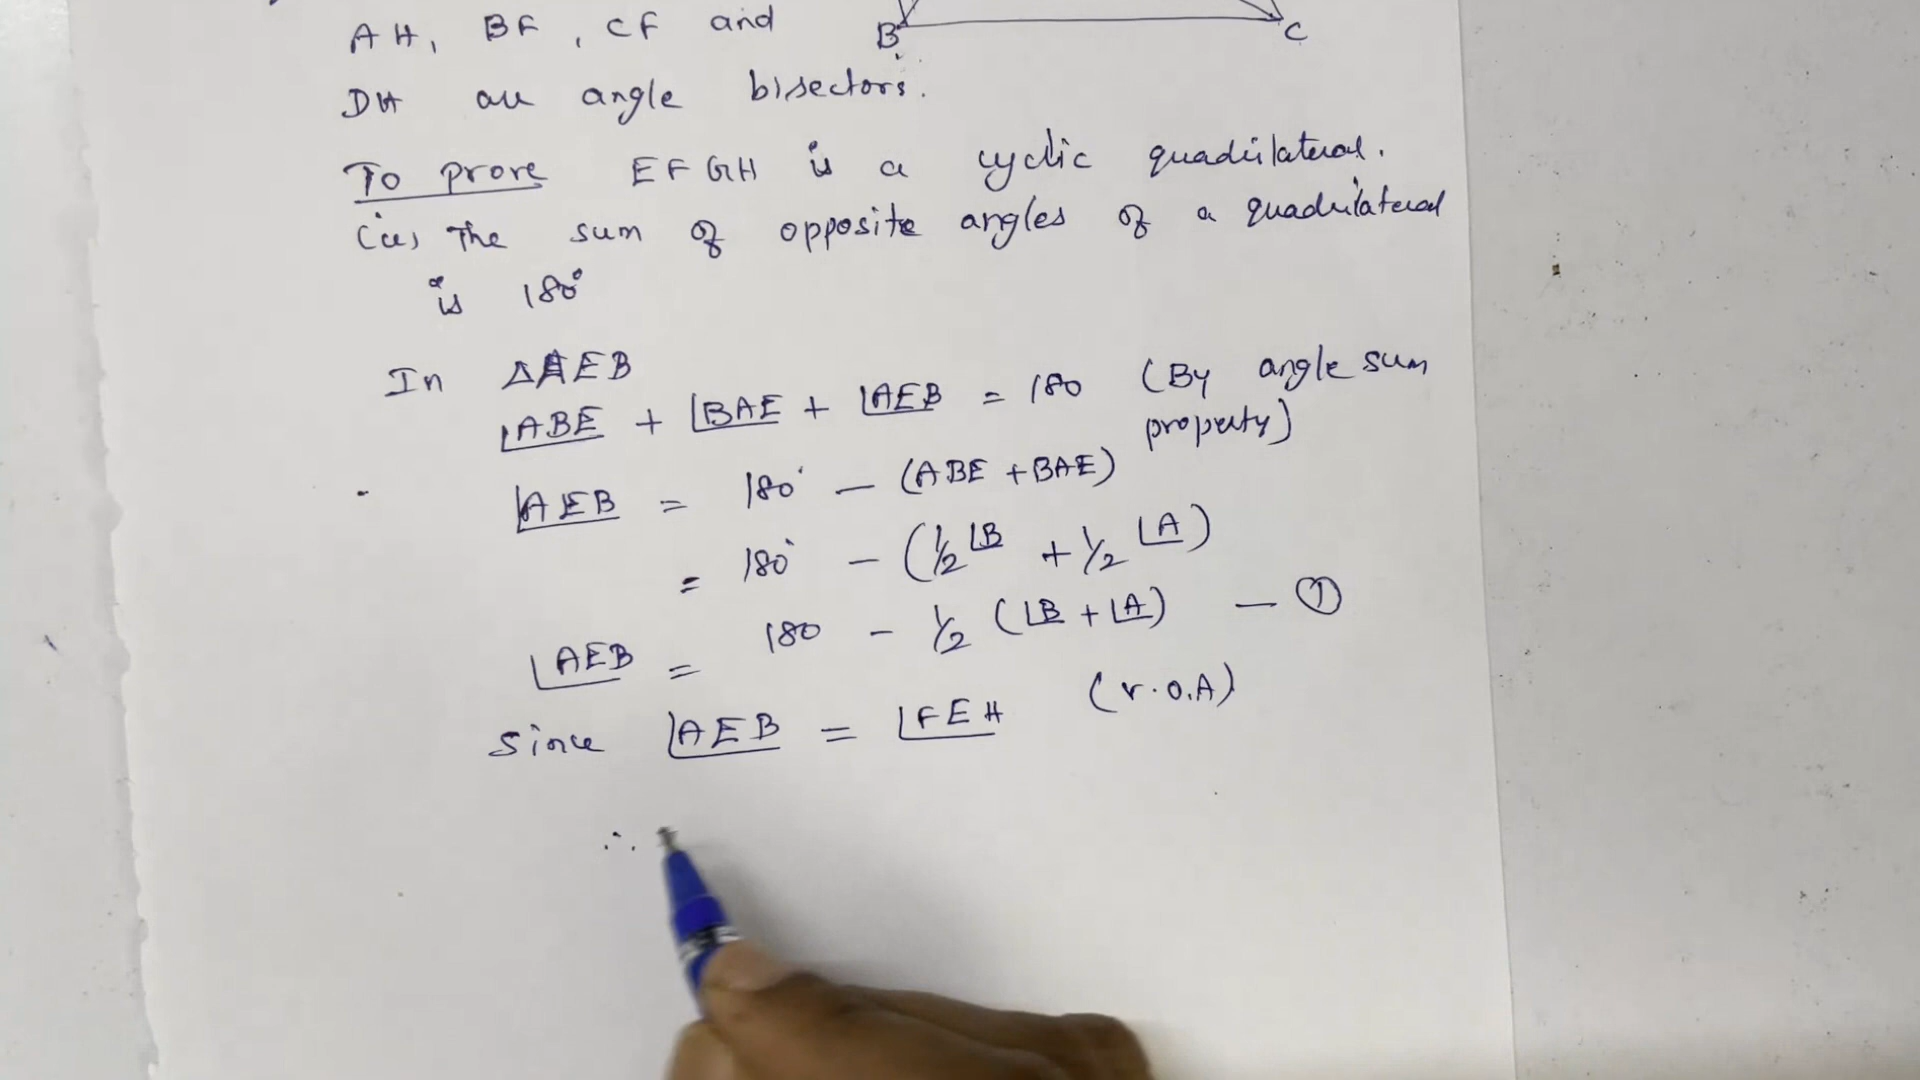 AH, BF, CF and
B C
DH are angle bisectors.
To prove EFGH is a cyclic quadrilateral.
(ie) The sum of opposite angles of a quadrilateral
is 180°
In ΔAEB
∠ABE + ∠BAE + ∠AEB = 180 (By angle sum
property)
∠AEB = 180° - (ABE + BAE)
= 180° - (1/2 ∠B + 1/2 ∠A)
∠AEB = 180 - 1/2 (∠B + ∠A) - ①
Since ∠AEB = ∠FEH (V.O.A)
∴